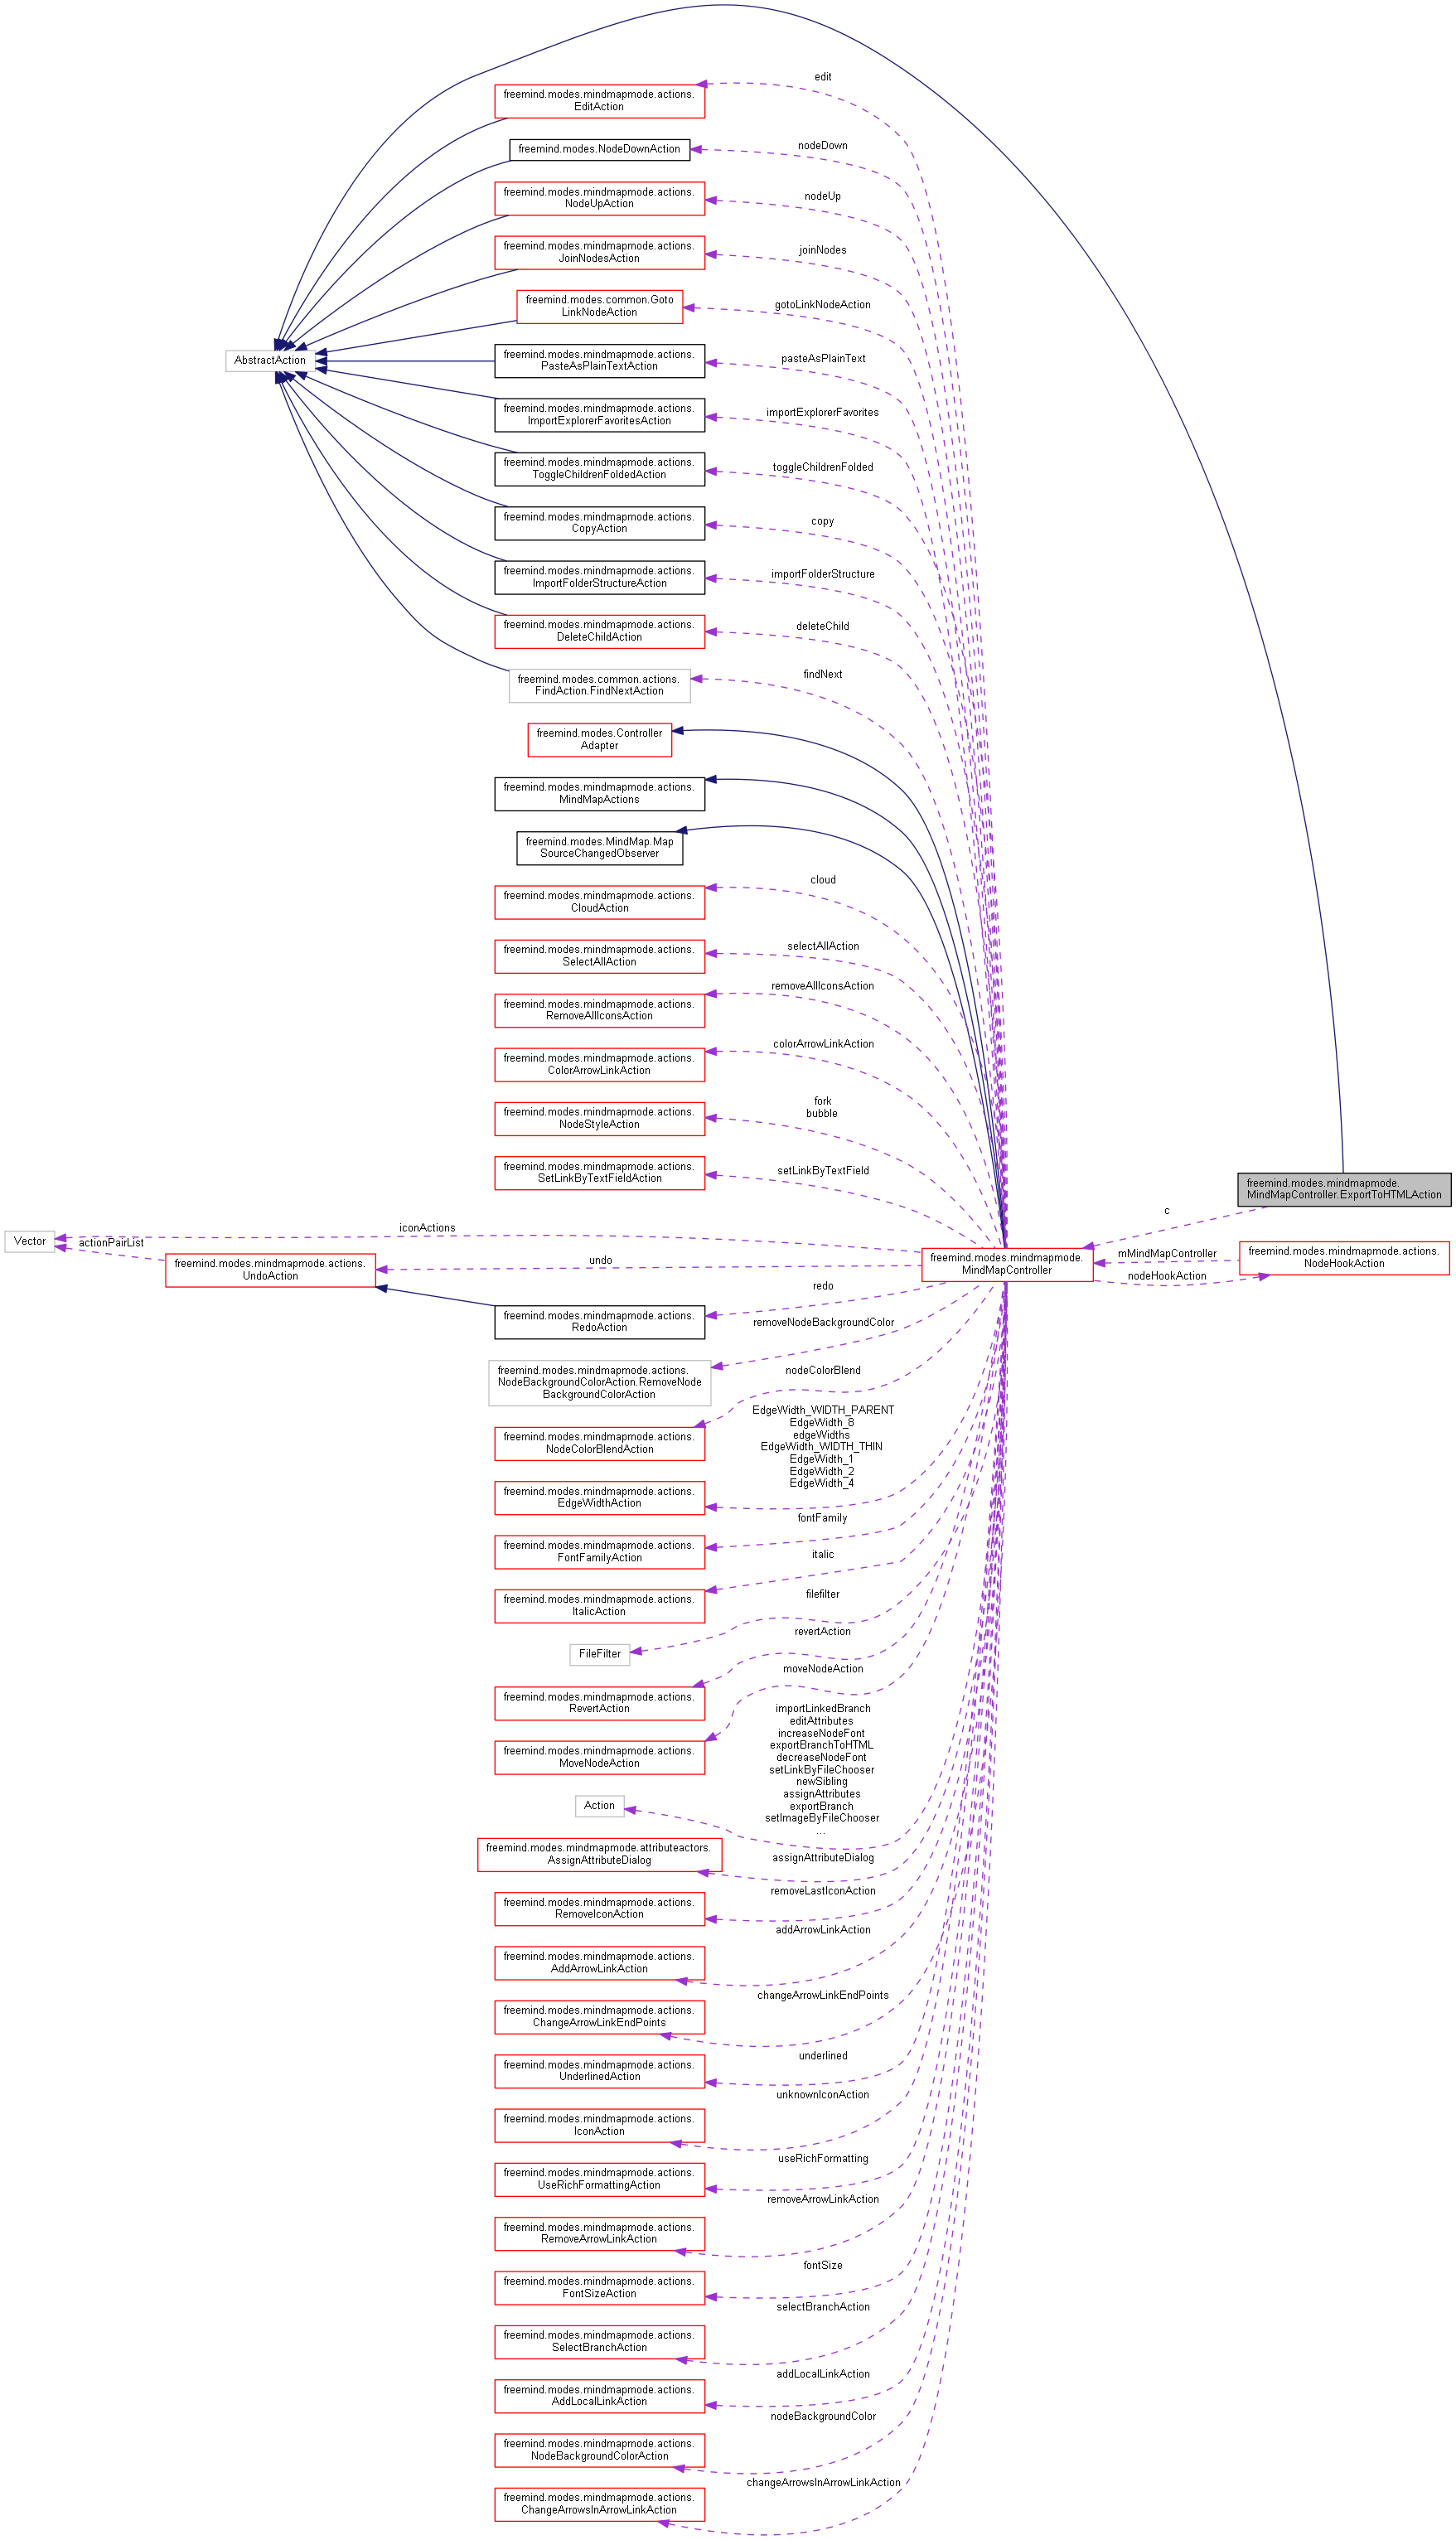 edit
freemind.modes.mindmapmode.actions.
EditAction
nodeDown
freemind.modes.NodeDownAction
nodeUp
freemind.modes.mindmapmode.actions.
NodeUpAction
joinNodes
freemind.modes.mindmapmode.actions.
JoinNodesAction
gotoLinkNodeAction
freemind.modes.common.Goto
LinkNodeAction
AbstractAction
pasteAsPlainText
freemind.modes.mindmapmode.actions.
PasteAsPlainTextAction
importExplorerFavorites
freemind.modes.mindmapmode.actions.
ImportExplorerFavoritesAction
toggleChildrenFolded
freemind.modes.mindmapmode.actions.
ToggleChildrenFoldedAction
copy
freemind.modes.mindmapmode.actions.
CopyAction
importFolderStructure
freemind.modes.mindmapmode.actions.
ImportFolderStructureAction
deleteChild
freemind.modes.mindmapmode.actions.
DeleteChildAction
findNext
freemind.modes.common.actions.
FindAction.FindNextAction
freemind.modes.Controller
Adapter
freemind.modes.mindmapmode.actions.
MindMapActions
freemind.modes.MindMap.Map
SourceChangedObserver
cloud
freemind.modes.mindmapmode.actions.
CloudAction
selectAllAction
freemind.modes.mindmapmode.actions.
SelectAllAction
removeAllIconsAction
freemind.modes.mindmapmode.actions.
RemoveAllIconsAction
colorArrowLinkAction
freemind.modes.mindmapmode.actions.
ColorArrowLinkAction
fork
bubble
freemind.modes.mindmapmode.actions.
NodeStyleAction
setLinkByTextField
freemind.modes.mindmapmode.actions.
SetLinkByTextFieldAction
freemind.modes.mindmapmode.
MindMapController.ExportToHTMLAction
c
iconActions
Vector
actionPairList
undo
freemind.modes.mindmapmode.actions.
UndoAction
freemind.modes.mindmapmode.
MindMapController
mMindMapController
nodeHookAction
freemind.modes.mindmapmode.actions.
NodeHookAction
redo
freemind.modes.mindmapmode.actions.
RedoAction
removeNodeBackgroundColor
freemind.modes.mindmapmode.actions.
NodeBackgroundColorAction.RemoveNode
BackgroundColorAction
nodeColorBlend
freemind.modes.mindmapmode.actions.
NodeColorBlendAction
EdgeWidth_WIDTH_PARENT
EdgeWidth_8
edgeWidths
EdgeWidth_WIDTH_THIN
EdgeWidth_1
EdgeWidth_2
EdgeWidth_4
freemind.modes.mindmapmode.actions.
EdgeWidthAction
fontFamily
freemind.modes.mindmapmode.actions.
FontFamilyAction
italic
freemind.modes.mindmapmode.actions.
ItalicAction
filefilter
FileFilter
revertAction
freemind.modes.mindmapmode.actions.
RevertAction
moveNodeAction
freemind.modes.mindmapmode.actions.
MoveNodeAction
importLinkedBranch
editAttributes
increaseNodeFont
exportBranchToHTML
decreaseNodeFont
setLinkByFileChooser
newSibling
assignAttributes
exportBranch
setImageByFileChooser
...
Action
assignAttributeDialog
freemind.modes.mindmapmode.attributeactors.
AssignAttributeDialog
removeLastIconAction
freemind.modes.mindmapmode.actions.
RemoveIconAction
addArrowLinkAction
freemind.modes.mindmapmode.actions.
AddArrowLinkAction
changeArrowLinkEndPoints
freemind.modes.mindmapmode.actions.
ChangeArrowLinkEndPoints
underlined
freemind.modes.mindmapmode.actions.
UnderlinedAction
unknownIconAction
freemind.modes.mindmapmode.actions.
IconAction
useRichFormatting
freemind.modes.mindmapmode.actions.
UseRichFormattingAction
removeArrowLinkAction
freemind.modes.mindmapmode.actions.
RemoveArrowLinkAction
fontSize
freemind.modes.mindmapmode.actions.
FontSizeAction
selectBranchAction
freemind.modes.mindmapmode.actions.
SelectBranchAction
addLocalLinkAction
freemind.modes.mindmapmode.actions.
AddLocalLinkAction
nodeBackgroundColor
freemind.modes.mindmapmode.actions.
NodeBackgroundColorAction
changeArrowsInArrowLinkAction
freemind.modes.mindmapmode.actions.
ChangeArrowsInArrowLinkAction